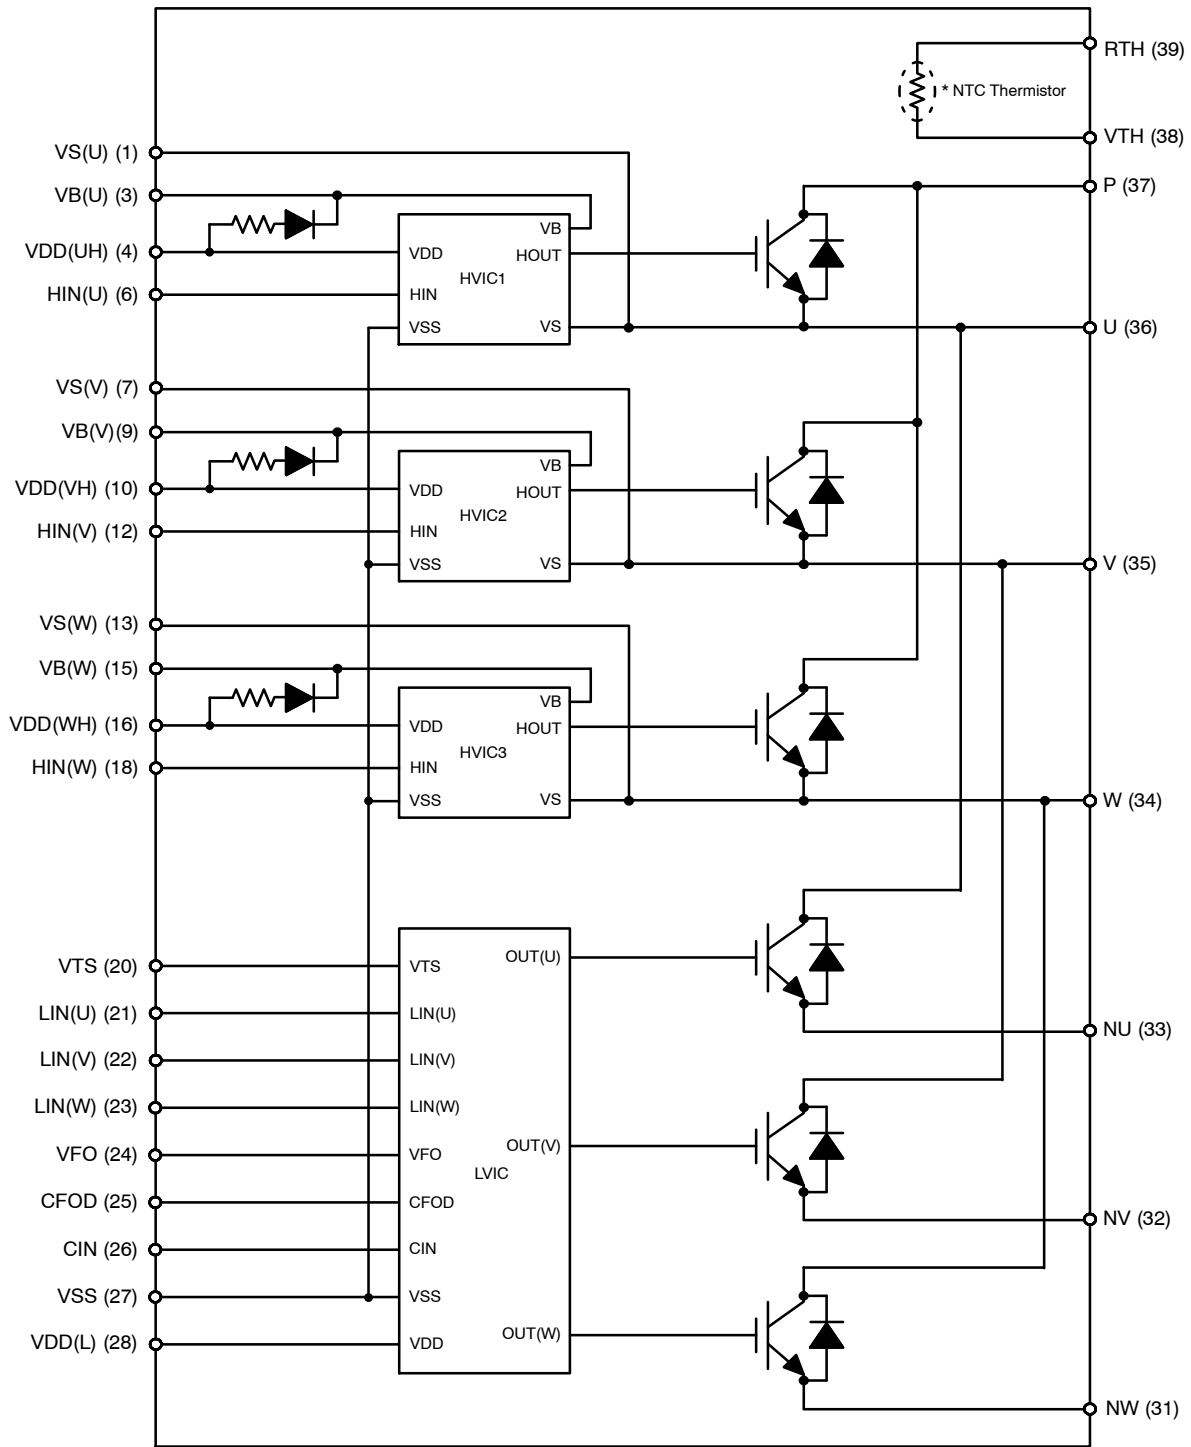 RTH (39)
* NTC Thermistor
VTH (38)
P (37)
VS(U) (1)
VB(U) (3)
VDD(UH) (4)
HIN(U) (6)
VB
VDD
HOUT
HVIC1
HIN
VSS
VS
U (36)
VS(V) (7)
VB(V)(9)
VDD(VH) (10)
HIN(V) (12)
VB
VDD
HOUT
HVIC2
HIN
VSS
VS
V (35)
VS(W) (13)
VB(W) (15)
VDD(WH) (16)
HIN(W) (18)
VB
VDD
HOUT
HVIC3
HIN
VSS
VS
W (34)
VTS (20)
LIN(U) (21)
LIN(V) (22)
LIN(W) (23)
VFO (24)
CFOD (25)
CIN (26)
VSS (27)
VDD(L) (28)
VTS
LIN(U)
LIN(V)
LIN(W)
VFO
CFOD
CIN
VSS
VDD
LVIC
OUT(U)
OUT(V)
OUT(W)
NU (33)
NV (32)
NW (31)